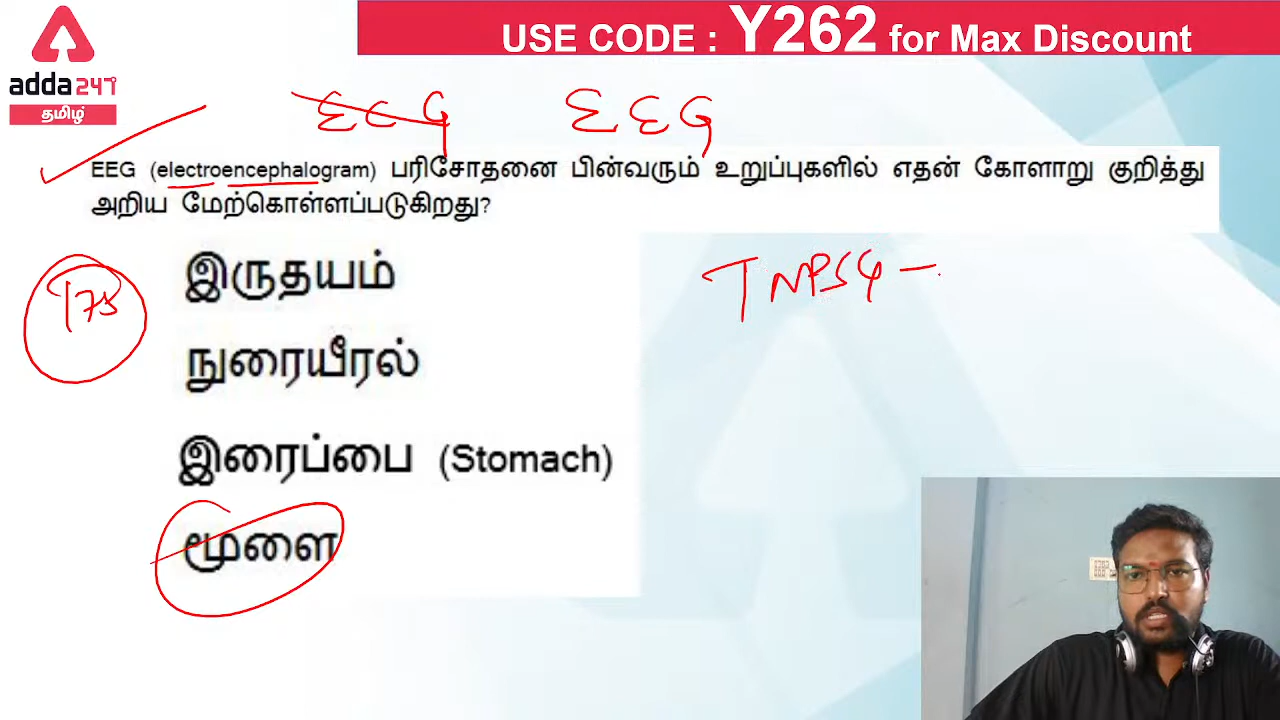 USE CODE : Y262 for Max Discount
adda247
தமிழ்
ECG EEG
EEG (electroencephalogram) பரிசோதனை பின்வரும் உறுப்புகளில் எதன் கோளாறு குறித்து
அறிய மேற்கொள்ளப்படுகிறது?
இருதயம்
TNPSC -
நுரையீரல்
இரைப்பை (Stomach)
மூளை